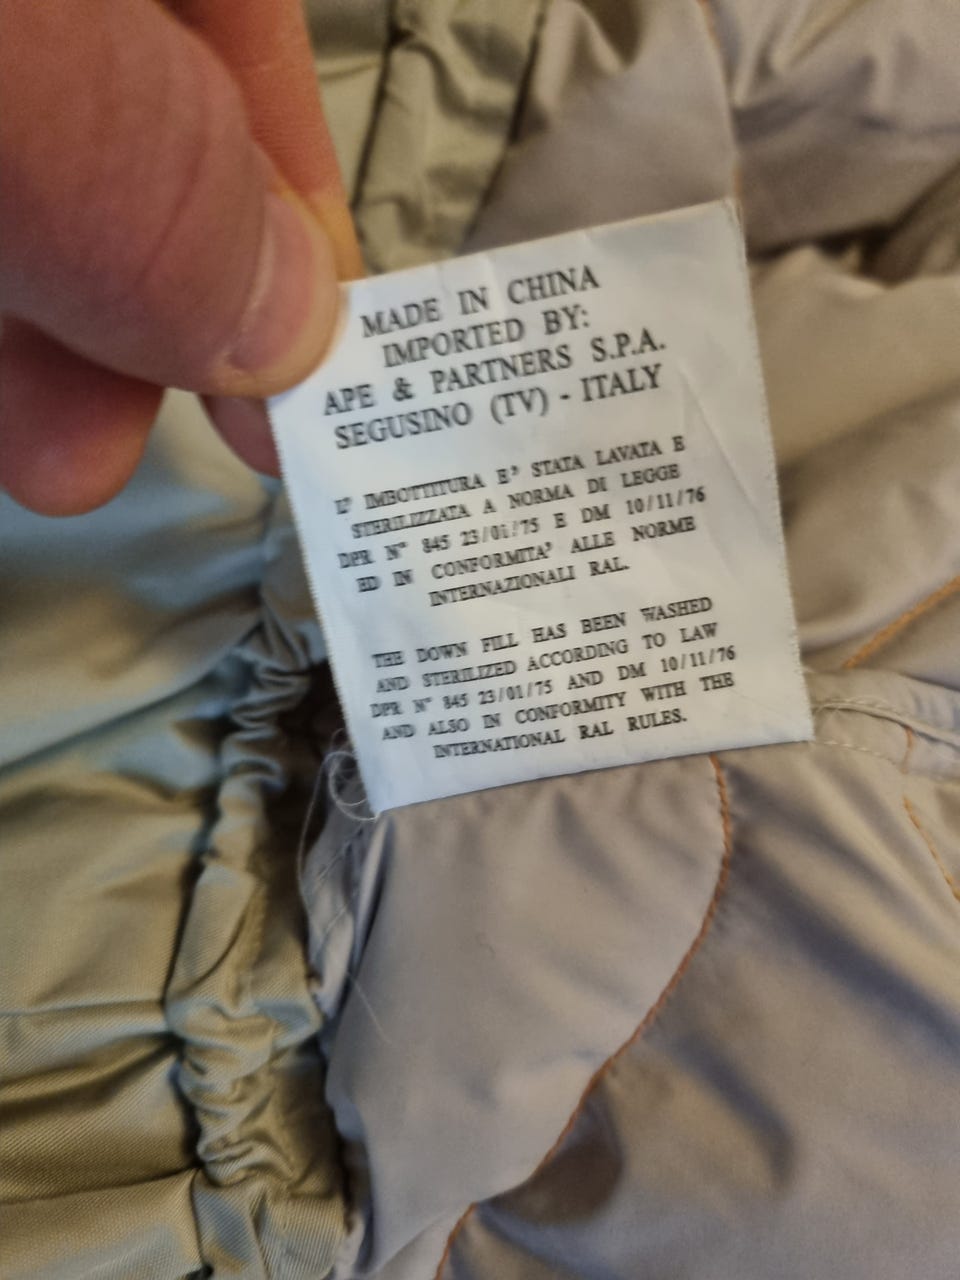 MADE IN CHINA
IMPORTED BY:
APE & PARTNERS S.P.A.
SEGUSINO (TV) - ITALY
L' IMBOTTITURA E' STATA LAVATA E
STERILIZZATA A NORMA DI LEGGE
DPR N° 845 23/01/75 E DM 10/11/76
ED IN CONFORMITA' ALLE NORME
INTERNAZIONALI RAL.
THE DOWN FILL HAS BEEN WASHED
AND STERILIZED ACCORDING TO LAW
DPR N° 845 23/01/75 AND DM 10/11/76
AND ALSO IN CONFORMITY WITH THE
INTERNATIONAL RAL RULES.